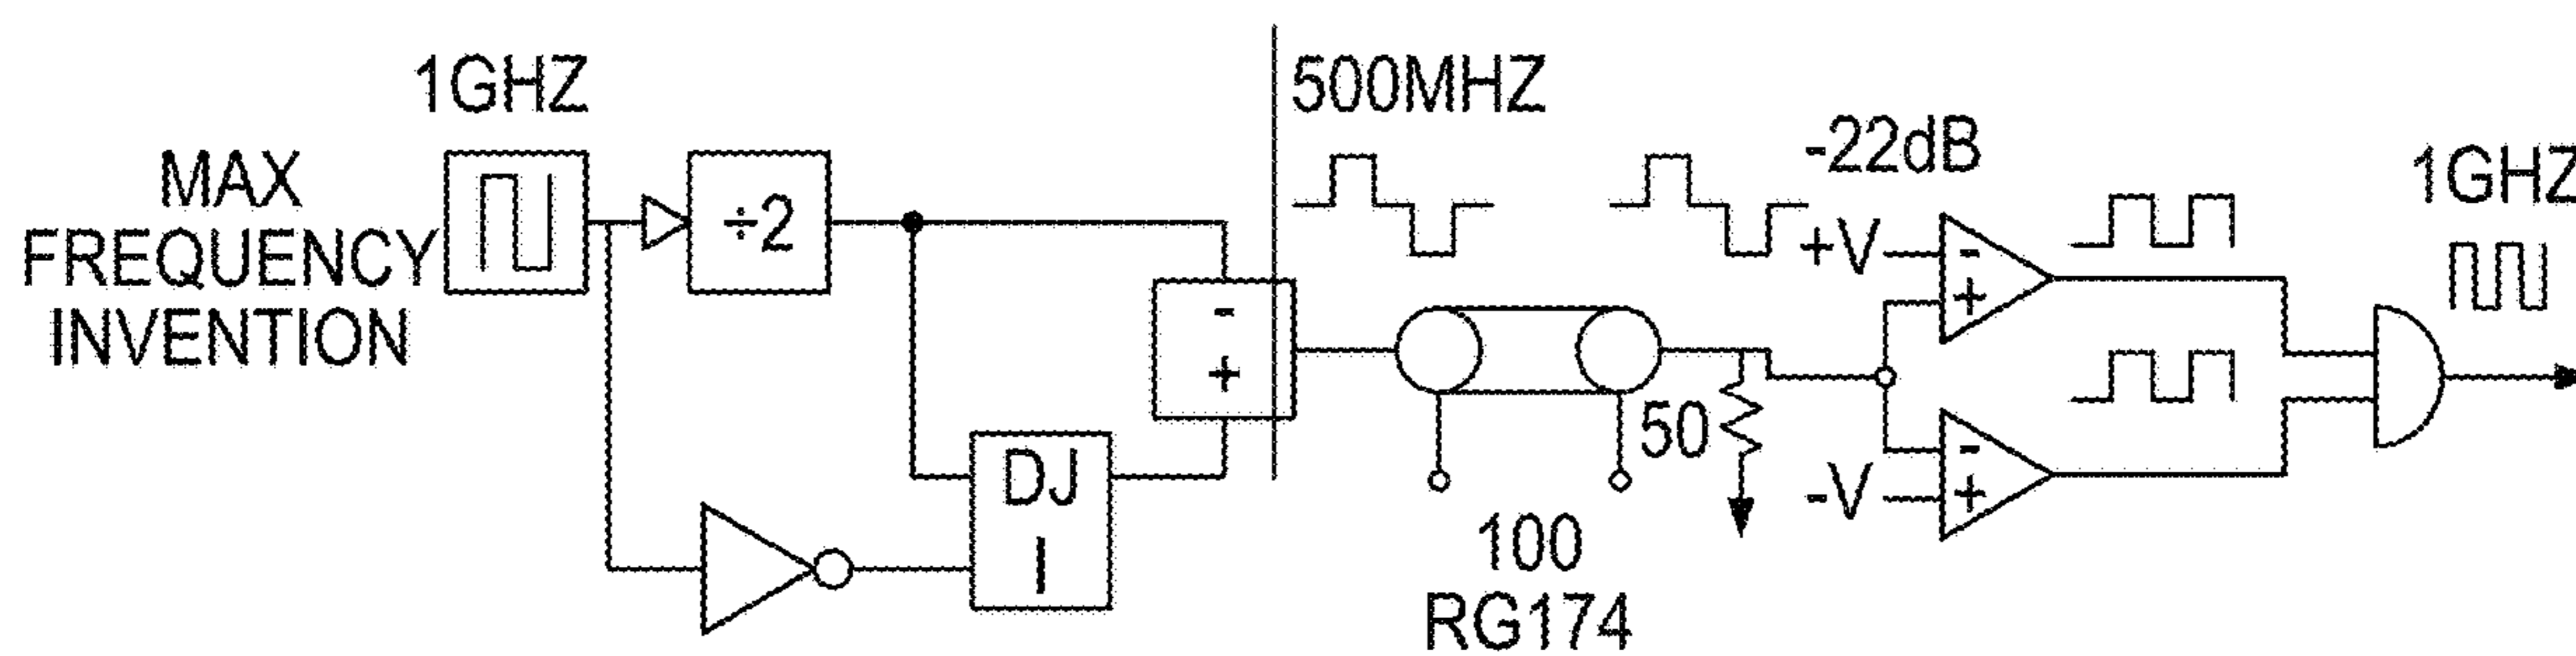 1GHZ
500MHZ
MAX
FREQUENCY
INVENTION
÷2
-22dB
1GHZ
+V
-
+
-
+
DJ
I
50
-V
-
+
100
RG174